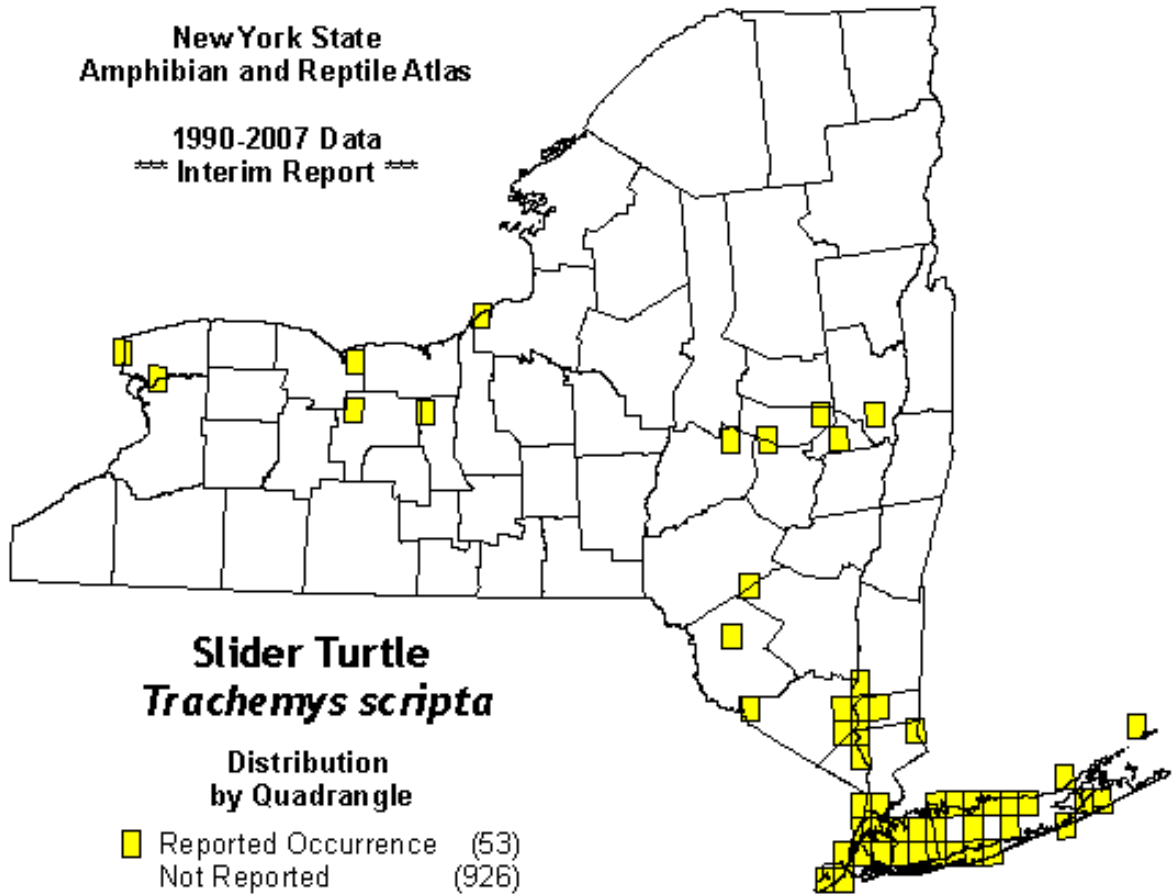 New York State
Amphibian and Reptile Atlas
1990-2007 Data
*** Interim Report ***
Slider Turtle
Trachemys scripta
Distribution
by Quadrangle
Reported Occurrence (53)
Not Reported (926)